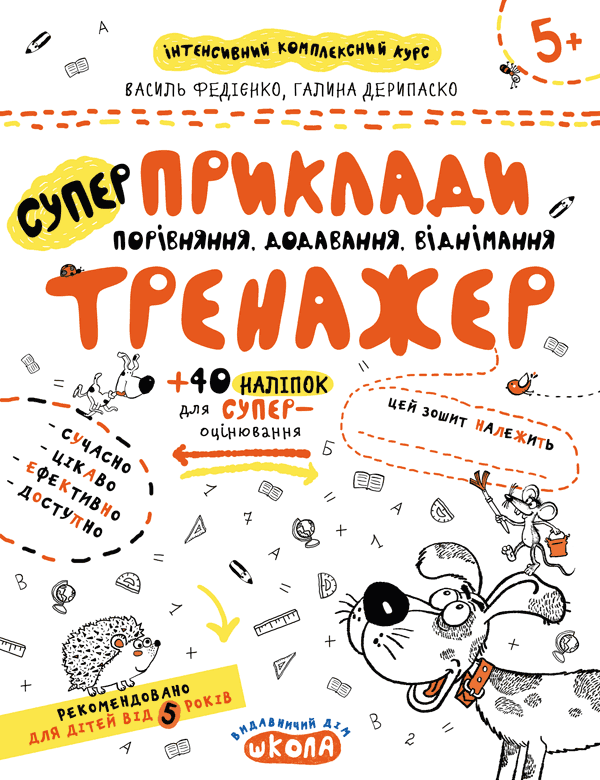 ІНТЕНСИВНИЙ КОМПЛЕКСНИЙ КУРС
5+
ВАСИЛЬ ФЕДІЄНКО, ГАЛИНА ДЕРИПАСКО
СУПЕР
ПРИКЛАДИ
ПОРІВНЯННЯ, ДОДАВАННЯ, ВІДНІМАННЯ
ТРЕНАЖЕР
+40 НАЛІПОК
для СУПЕР–
оцінювання
ЦЕЙ ЗОШИТ НАЛЕЖИТЬ
- СУЧАСНО
- ЦІКАВО
- ЕФЕКТИВНО
- ДОСТУПНО
РЕКОМЕНДОВАНО
ДЛЯ ДІТЕЙ ВІД 5 РОКІВ
ВИДАВНИЧИЙ ДІМ
ШКОЛА